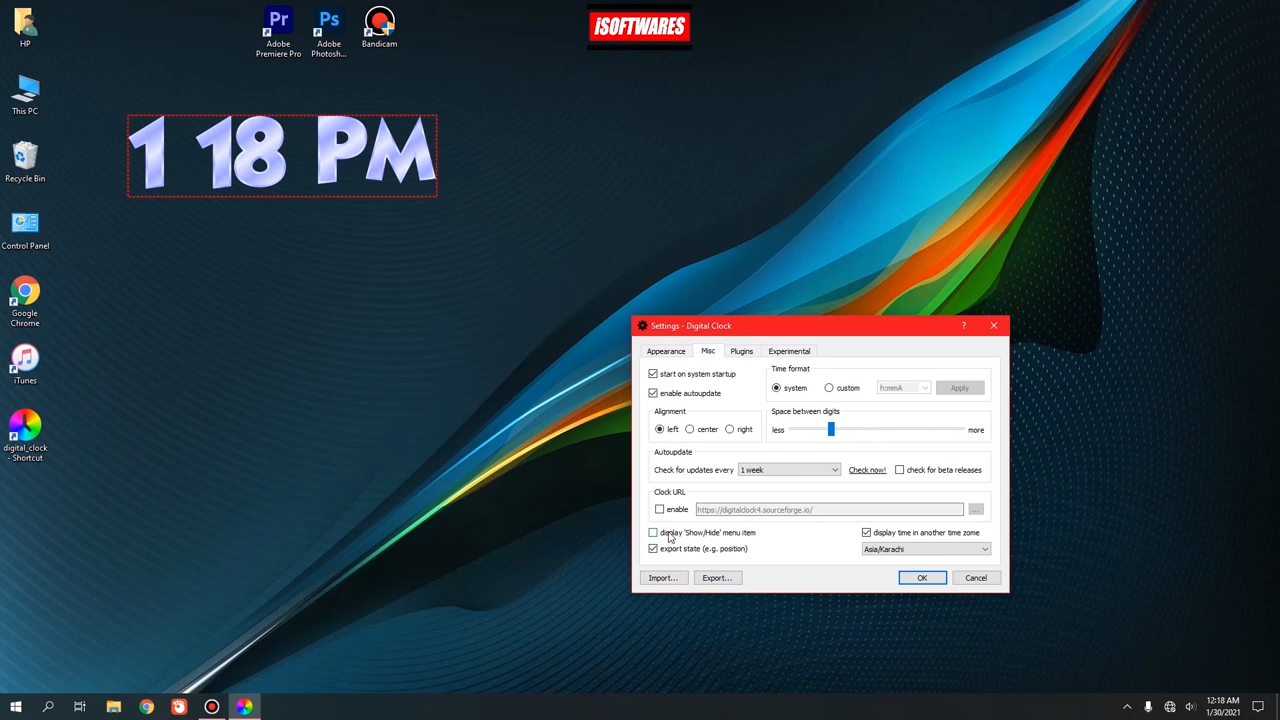 iSOFTWARES
HP
Adobe
Premiere Pro
Adobe
Photosh...
Bandicam
This PC
Recycle Bin
Control Panel
Google
Chrome
iTunes
digital_clock
- Shortcut
Pr
Ps
1 18 PM
Settings - Digital Clock
?
Appearance
Misc
Plugins
Experimental
start on system startup
enable autoupdate
Time format
system
custom
h:mmA
Apply
Alignment
left
center
right
Space between digits
less
more
Autoupdate
Check for updates every
1 week
Check now!
check for beta releases
Clock URL
enable
https://digitalclock4.sourceforge.io/
...
display 'Show/Hide' menu item
display time in another time zome
export state (e.g. position)
Asia/Karachi
Import...
Export...
OK
Cancel
12:18 AM
1/30/2021